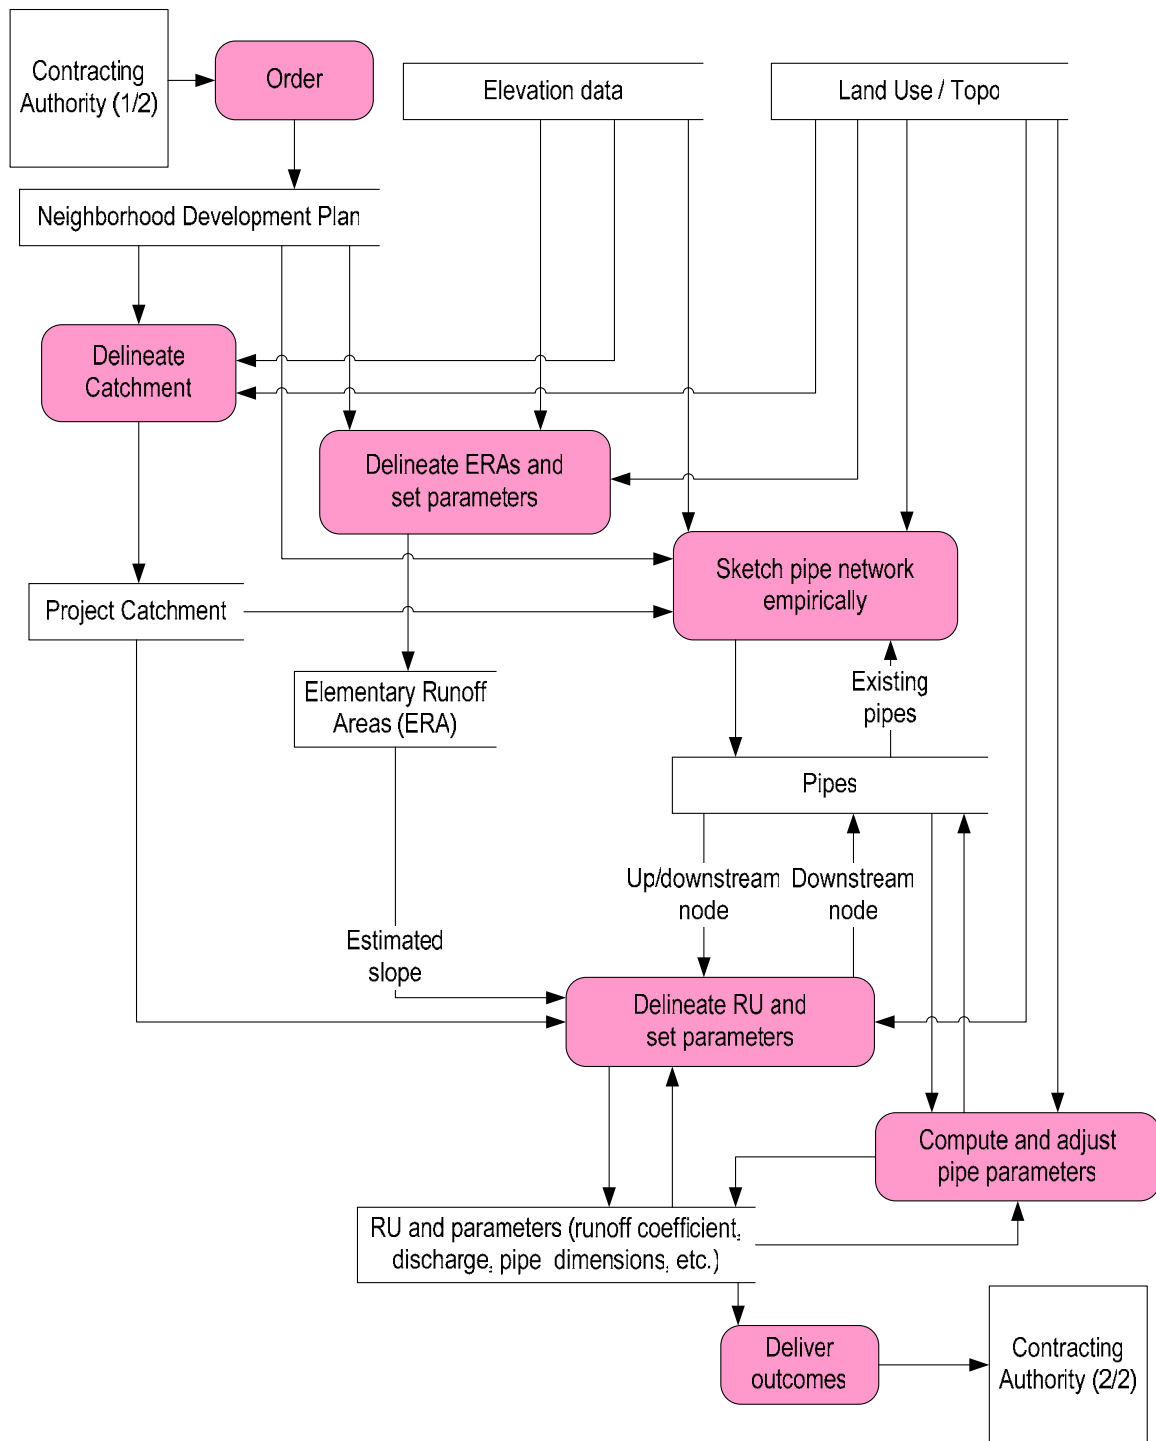 Contracting
Authority (1/2)
Order
Elevation data
Land Use / Topo
Neighborhood Development Plan
Delineate
Catchment
Delineate ERAs and
set parameters
Sketch pipe network
empirically
Project Catchment
Elementary Runoff
Areas (ERA)
Existing
pipes
Pipes
Up/downstream
node
Downstream
node
Estimated
slope
Delineate RU and
set parameters
Compute and adjust
pipe parameters
RU and parameters (runoff coefficient,
discharge, pipe dimensions, etc.)
Deliver
outcomes
Contracting
Authority (2/2)